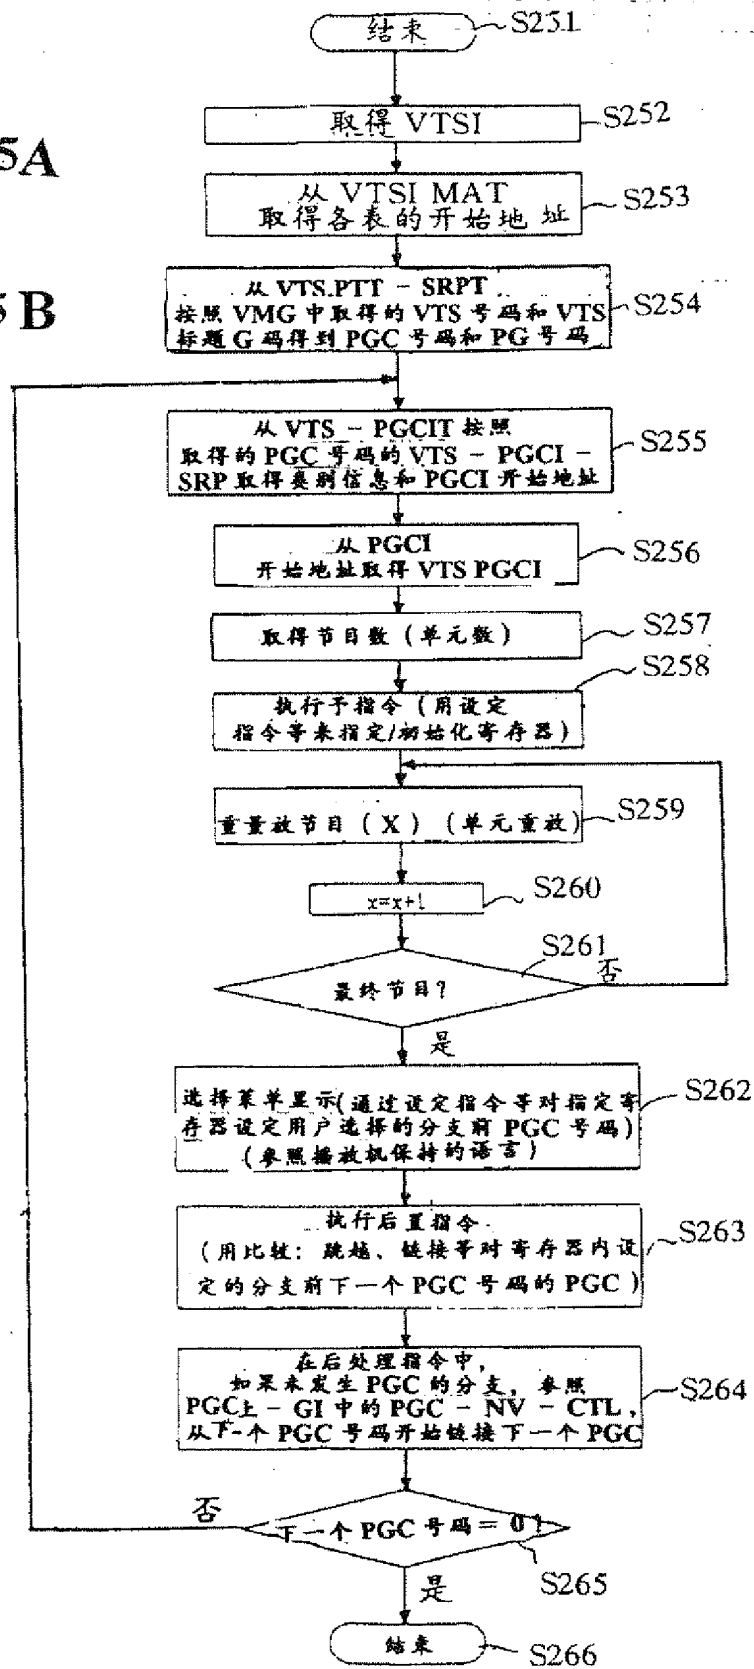 结束 S251
取得 VTSI S252
5A
从 VTSI MAT
取得各表的开始地址 S253
5 B
从 VTS.PTT - SRPT
按照 VMG 中取得的 VTS 号码和 VTS
标题 G 码得到 PGC 号码和 PG 号码
S254
从 VTS - PGCIT 按照
取得的 PGC 号码的 VTS - PGCI -
SRP 取得类别信息和 PGCI 开始地址
S255
从 PGCI
开始地址取得 VTS PGCI
S256
取得节目数（单元数） S257
S258
执行予指令（用设定
指令等来指定/初始化寄存器）
重量放节目（X）（单元重放） S259
x=x+1 S260
S261
最终节目? 否
是
选择菜单显示(通过设定指令等对指定寄
存器设定用户选择的分支前 PGC 号码)
（参照播放机保持的语言）
S262
执行后置指令
(用比较：跳越、链接等对寄存器内设
定的分支前下一个 PGC 号码的 PGC)
S263
在后处理指令中,
如果未发生 PGC 的分支，参照
PGC上 - GI 中的 PGC - NV - CTL,
从下一个 PGC 号码开始链接下一个 PGC
S264
否
下一个 PGC 号码 = 0 !
S265
是
结束 S266